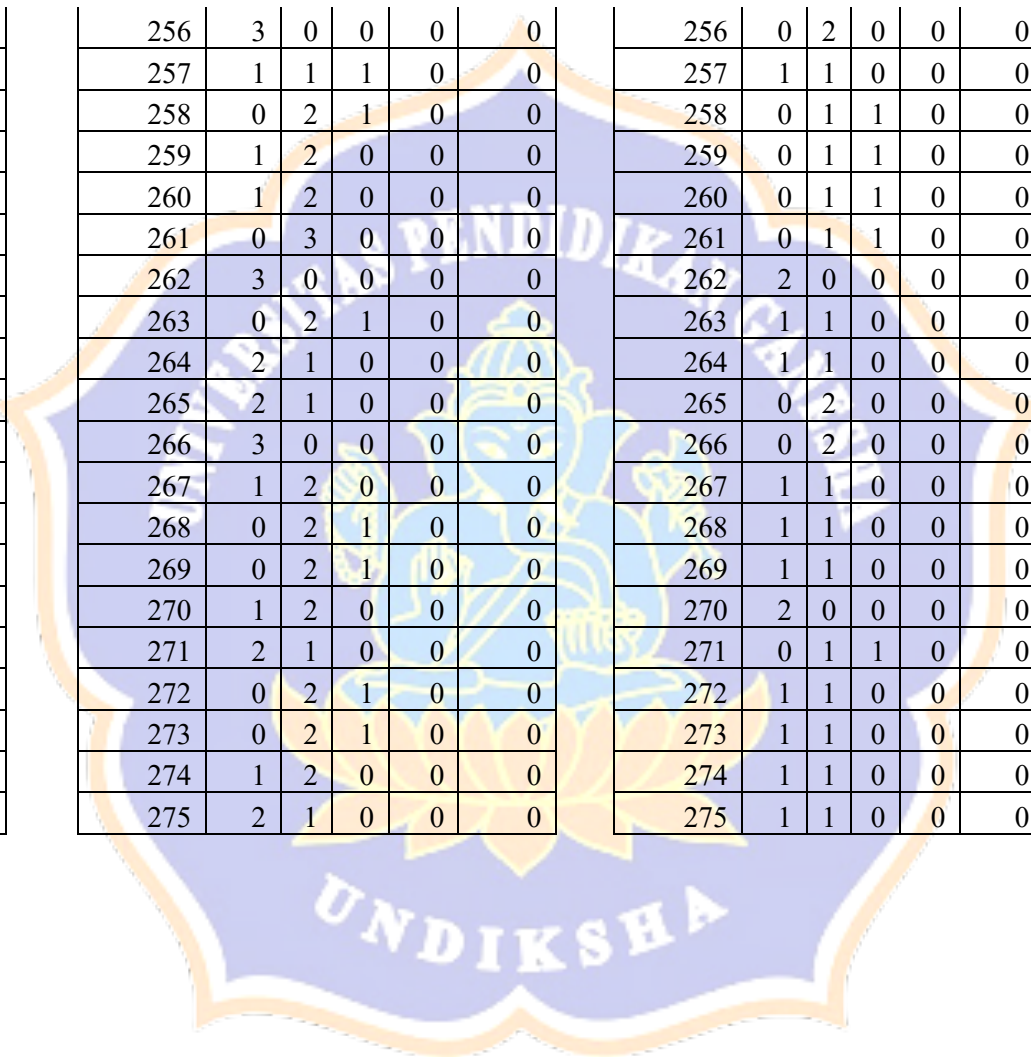 256 3 0 0 0 0 256 0 2 0 0 0
257 1 1 1 0 0 257 1 1 0 0 0
258 0 2 1 0 0 258 0 1 1 0 0
259 1 2 0 0 0 259 0 1 1 0 0
260 1 2 0 0 0 260 0 1 1 0 0
261 0 3 0 0 0 261 0 1 1 0 0
262 3 0 0 0 0 262 2 0 0 0 0
263 0 2 1 0 0 263 1 1 0 0 0
264 2 1 0 0 0 264 1 1 0 0 0
265 2 1 0 0 0 265 0 2 0 0 0
266 3 0 0 0 0 266 0 2 0 0 0
267 1 2 0 0 0 267 1 1 0 0 0
268 0 2 1 0 0 268 1 1 0 0 0
269 0 2 1 0 0 269 1 1 0 0 0
270 1 2 0 0 0 270 2 0 0 0 0
271 2 1 0 0 0 271 0 1 1 0 0
272 0 2 1 0 0 272 1 1 0 0 0
273 0 2 1 0 0 273 1 1 0 0 0
274 1 2 0 0 0 274 1 1 0 0 0
275 2 1 0 0 0 275 1 1 0 0 0
UNIVERSITAS PENDIDIKAN GANESHA
UNDIKSHA